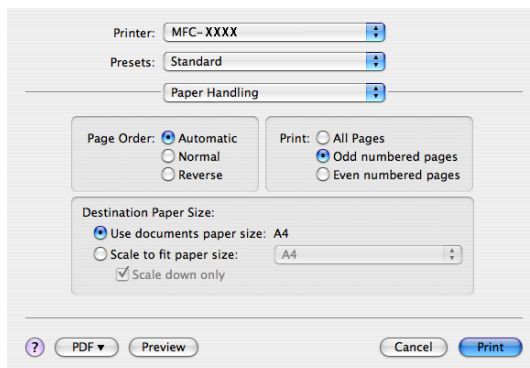 Printer: MFC-XXXX
Presets: Standard
Paper Handling
Page Order: Automatic
Normal
Reverse
Print: All Pages
Odd numbered pages
Even numbered pages
Destination Paper Size:
Use documents paper size: A4
Scale to fit paper size: A4
Scale down only
? PDF ▼ Preview Cancel Print